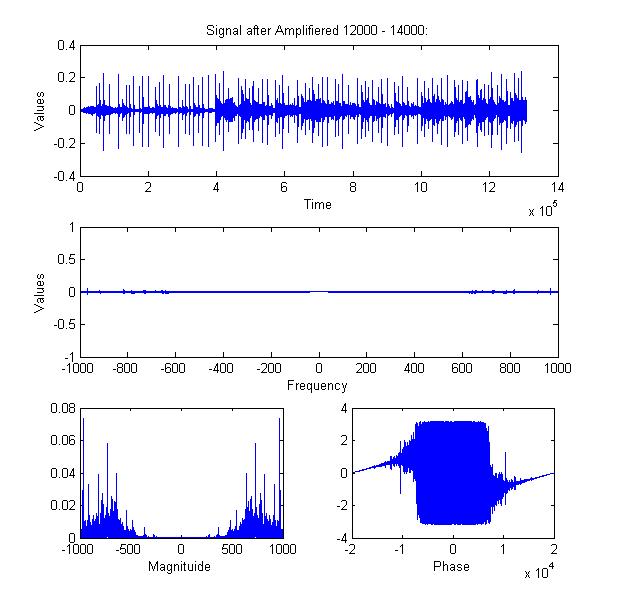 Signal after Amplifiered 12000 - 14000:
0.4
0.2
0
-0.2
-0.4
Values
0 2 4 6 8 10 12 14
Time
x 10^5
1
0.5
0
-0.5
-1
Values
-1000 -800 -600 -400 -200 0 200 400 600 800 1000
Frequency
0.08
0.06
0.04
0.02
0
-1000 -500 0 500 1000
Magnituide
4
2
0
-2
-4
-2 -1 0 1 2
Phase
x 10^4